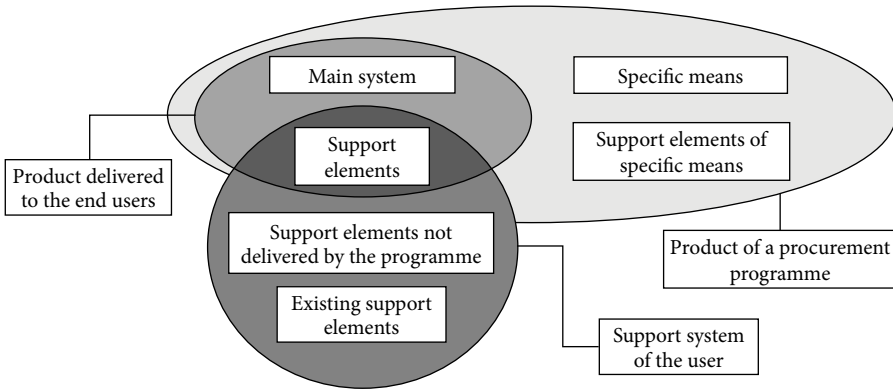 Main system
Specific means
Support
elements
Support elements of
specific means
Product delivered
to the end users
Support elements not
delivered by the programme
Product of a procurement
programme
Existing support
elements
Support system
of the user